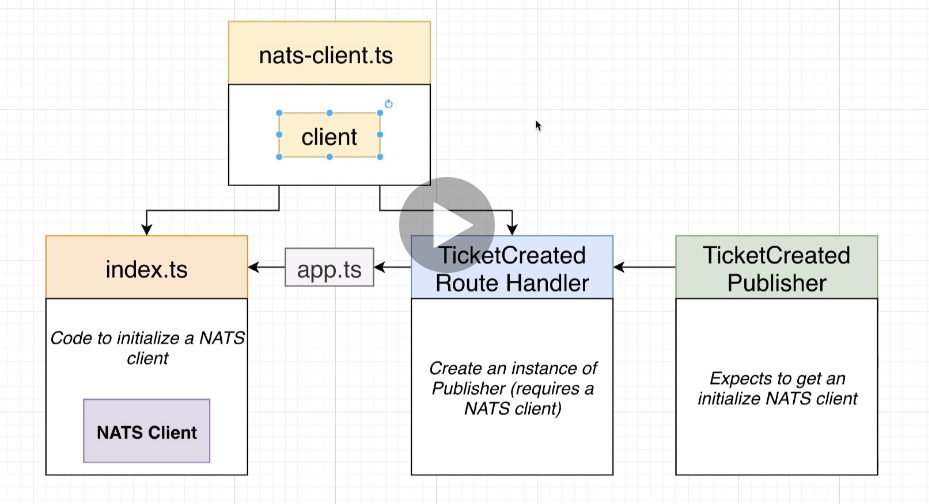 nats-client.ts
client
index.ts
app.ts
TicketCreated
Route Handler
TicketCreated
Publisher
Code to initialize a NATS
client
NATS Client
Create an instance of
Publisher (requires a
NATS client)
Expects to get an
initialize NATS client